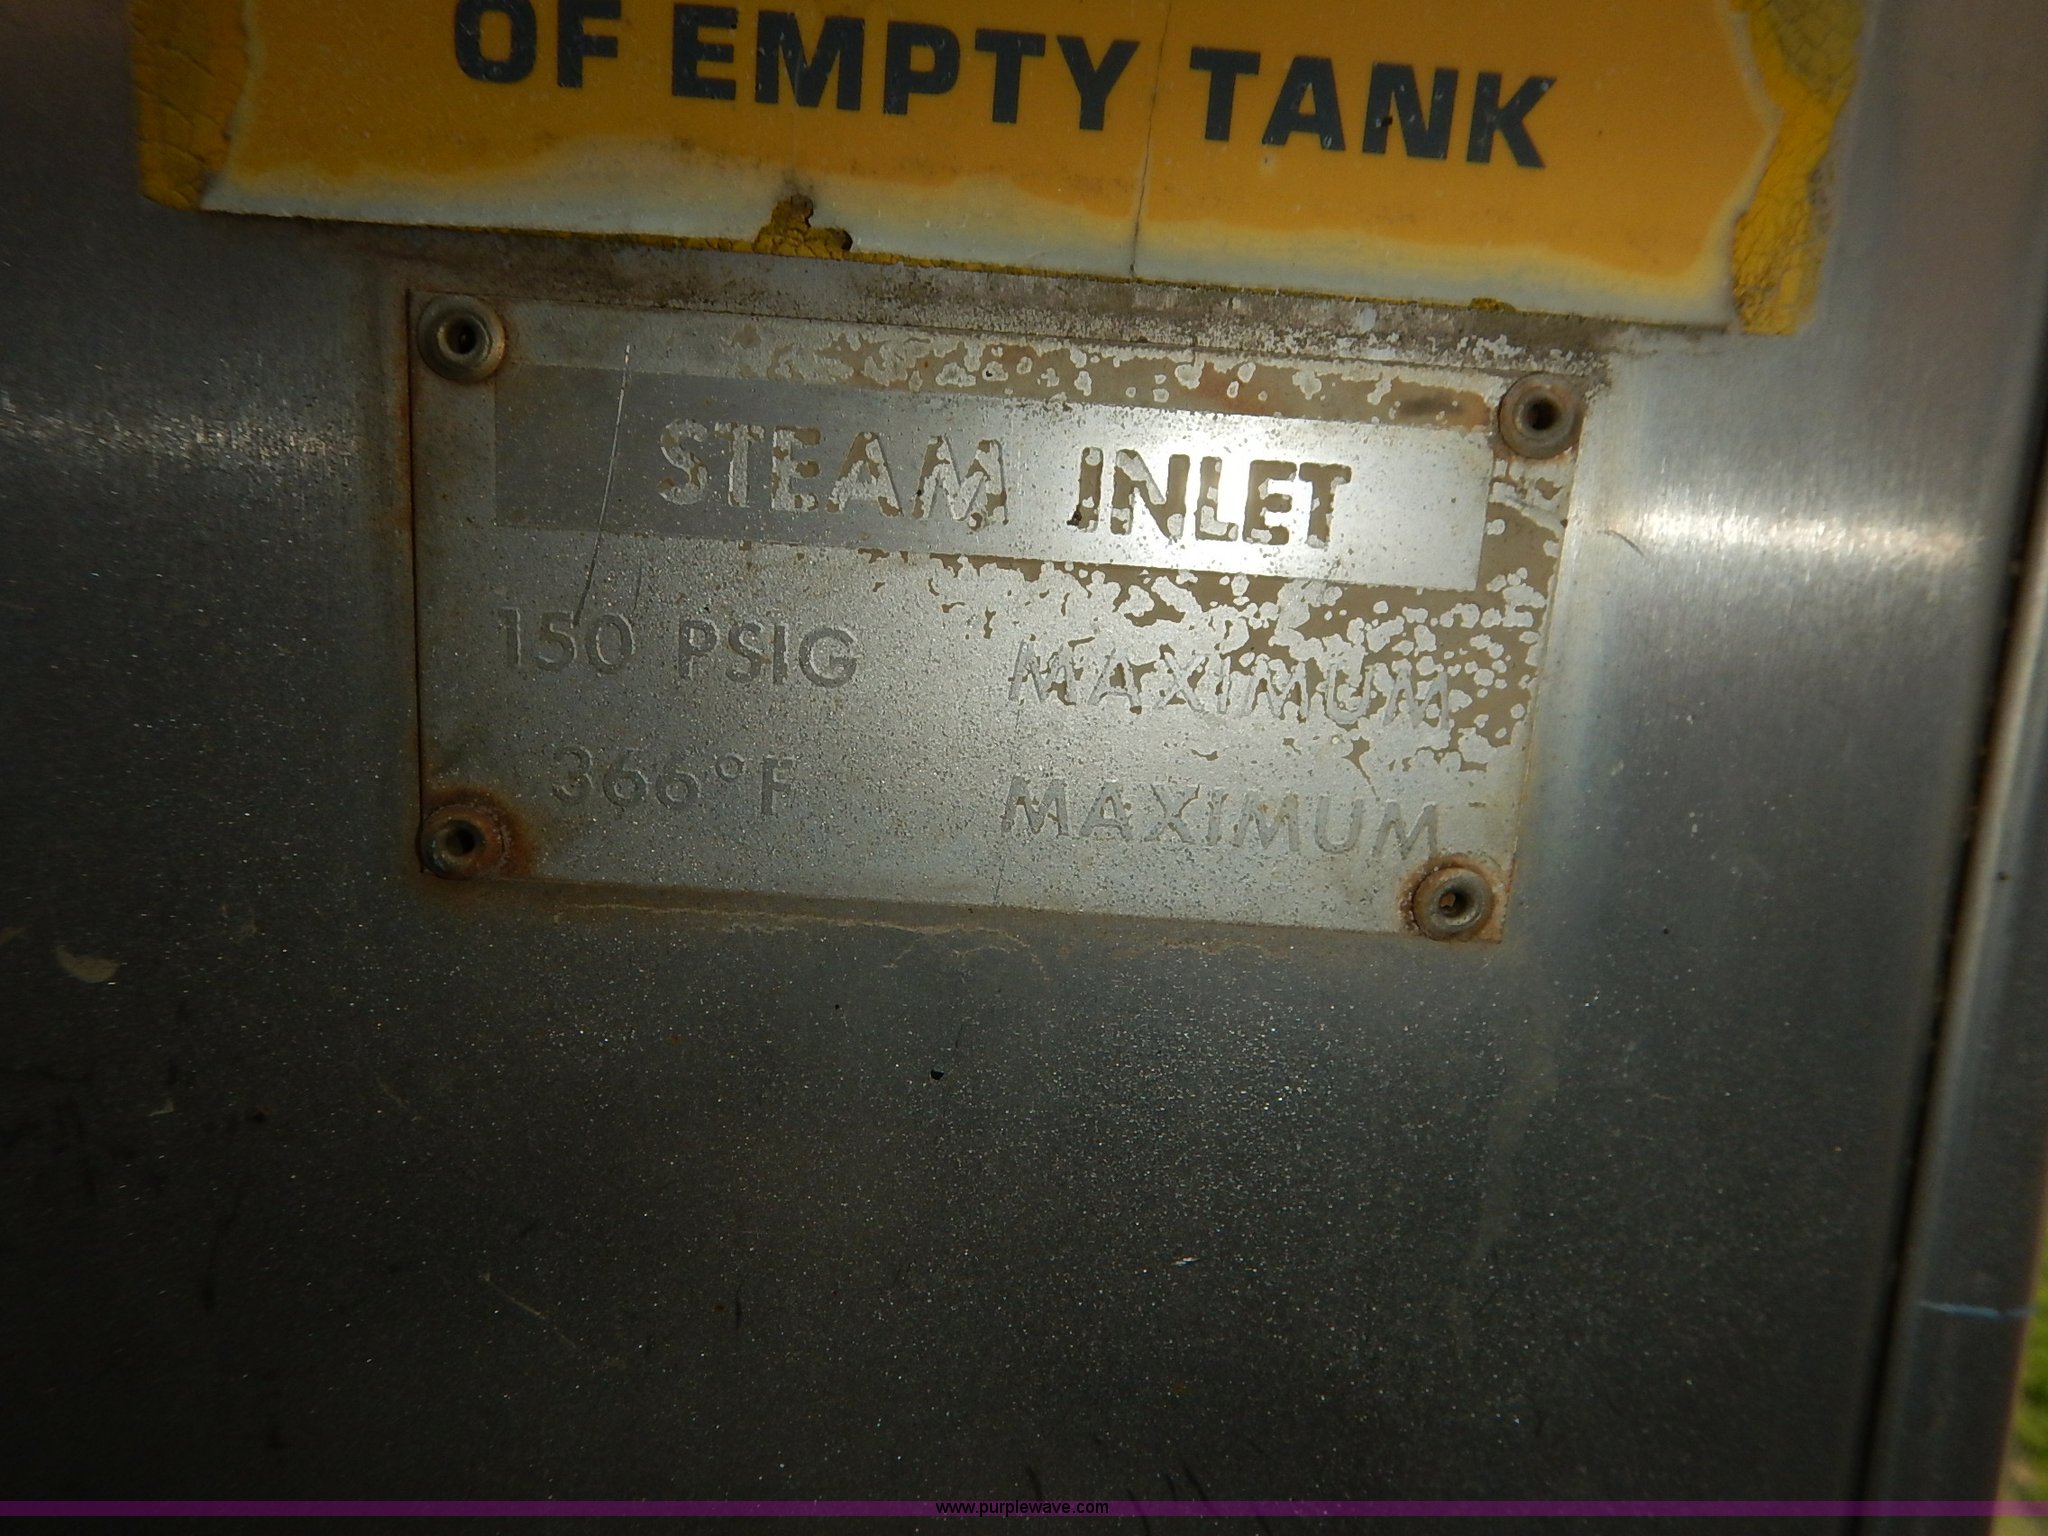 OF EMPTY TANK
STEAM INLET
150 PSIG MAXIMUM
366°F MAXIMUM
www.purplewave.com